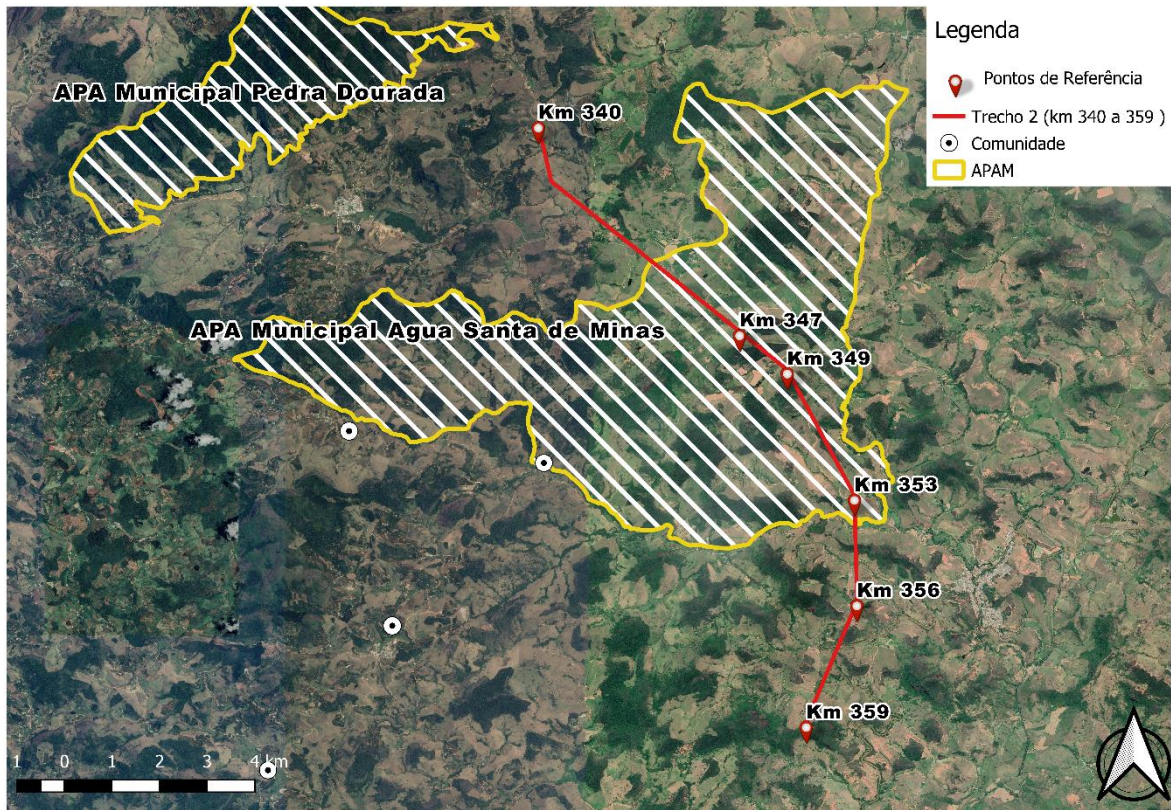 Legenda
Pontos de Referência
Trecho 2 (km 340 a 359 )
Comunidade
APAM
APA Municipal Pedra Dourada
Km 340
APA Municipal Agua Santa de Minas
Km 347
Km 349
Km 353
Km 356
Km 359
1 0 1 2 3 4 km